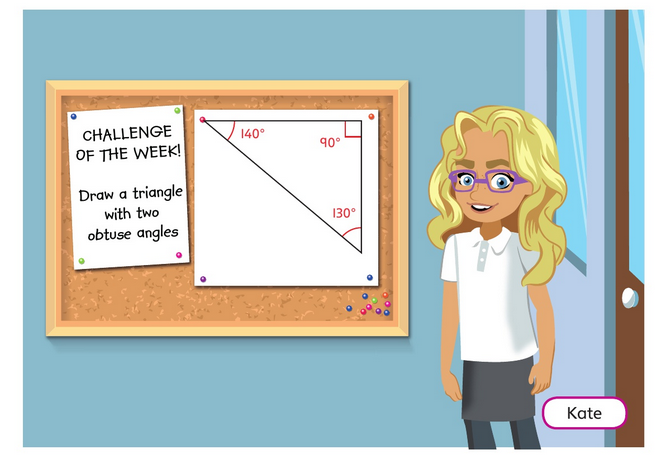 CHALLENGE
OF THE WEEK!
Draw a triangle
with two
obtuse angles
140°
90°
130°
Kate